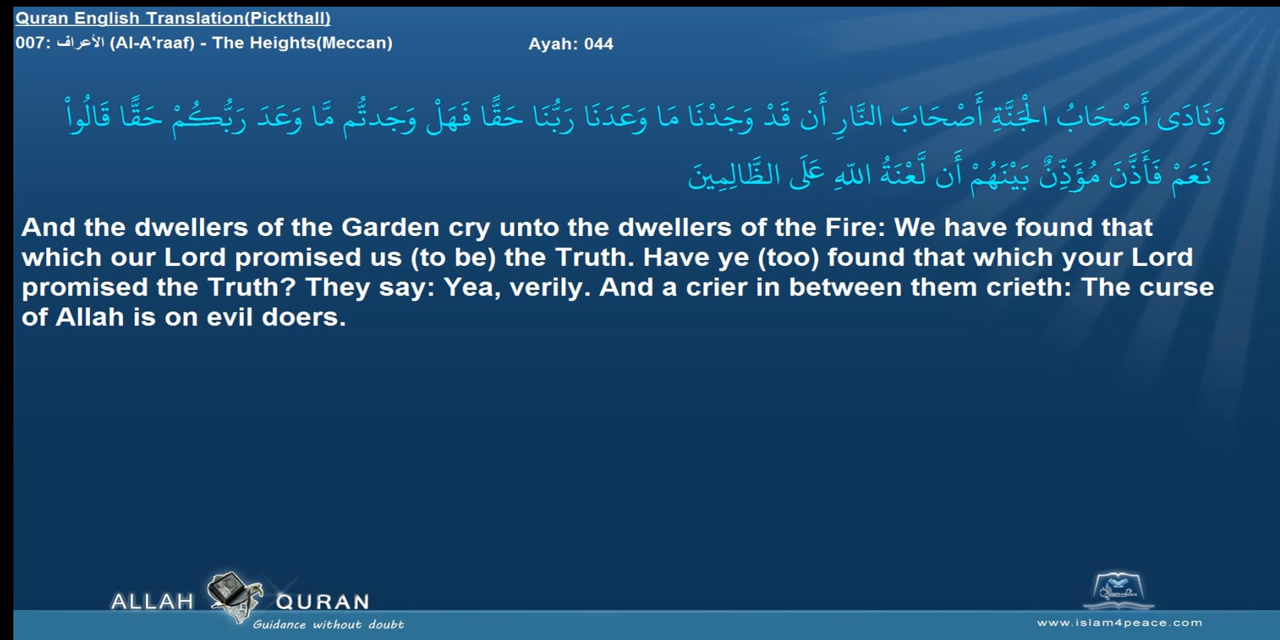 Quran English Translation(Pickthall)
007: الأعراف (Al-A'raaf) - The Heights(Meccan)
Ayah: 044
وَنَادَى أَصْحَابُ الْجَنَّةِ أَصْحَابَ النَّارِ أَن قَدْ وَجَدْنَا مَا وَعَدَنَا رَبُّنَا حَقًّا فَهَلْ وَجَدتُّم مَّا وَعَدَ رَبُّكُمْ حَقًّا قَالُواْ
نَعَمْ فَأَذَّنَ مُؤَذِّنٌ بَيْنَهُمْ أَن لَّعْنَةُ اللّهِ عَلَى الظَّالِمِينَ
And the dwellers of the Garden cry unto the dwellers of the Fire: We have found that
which our Lord promised us (to be) the Truth. Have ye (too) found that which your Lord
promised the Truth? They say: Yea, verily. And a crier in between them crieth: The curse
of Allah is on evil doers.
ALLAH QURAN
Guidance without doubt
www.islam4peace.com